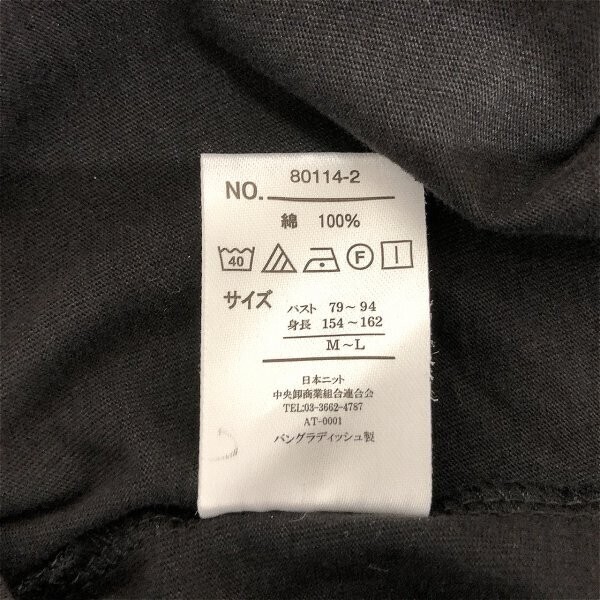 NO. 80114-2
綿 100%
40 F
サイズ
バスト 79～94
身長 154～162
M～L
日本ニット
中央卸商業組合連合会
TEL:03-3662-4787
AT-0001
バングラディッシュ製